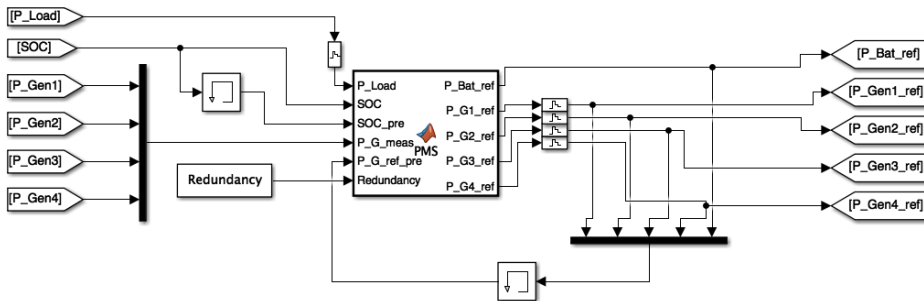 [P_Load]
[SOC]
[P_Gen1]
[P_Gen2]
[P_Gen3]
[P_Gen4]
Redundancy
P_Load
SOC
SOC_pre
P_G_meas
P_G_ref_pre
Redundancy
PMS
P_Bat_ref
P_G1_ref
P_G2_ref
P_G3_ref
P_G4_ref
[P_Bat_ref]
[P_Gen1_ref]
[P_Gen2_ref]
[P_Gen3_ref]
[P_Gen4_ref]